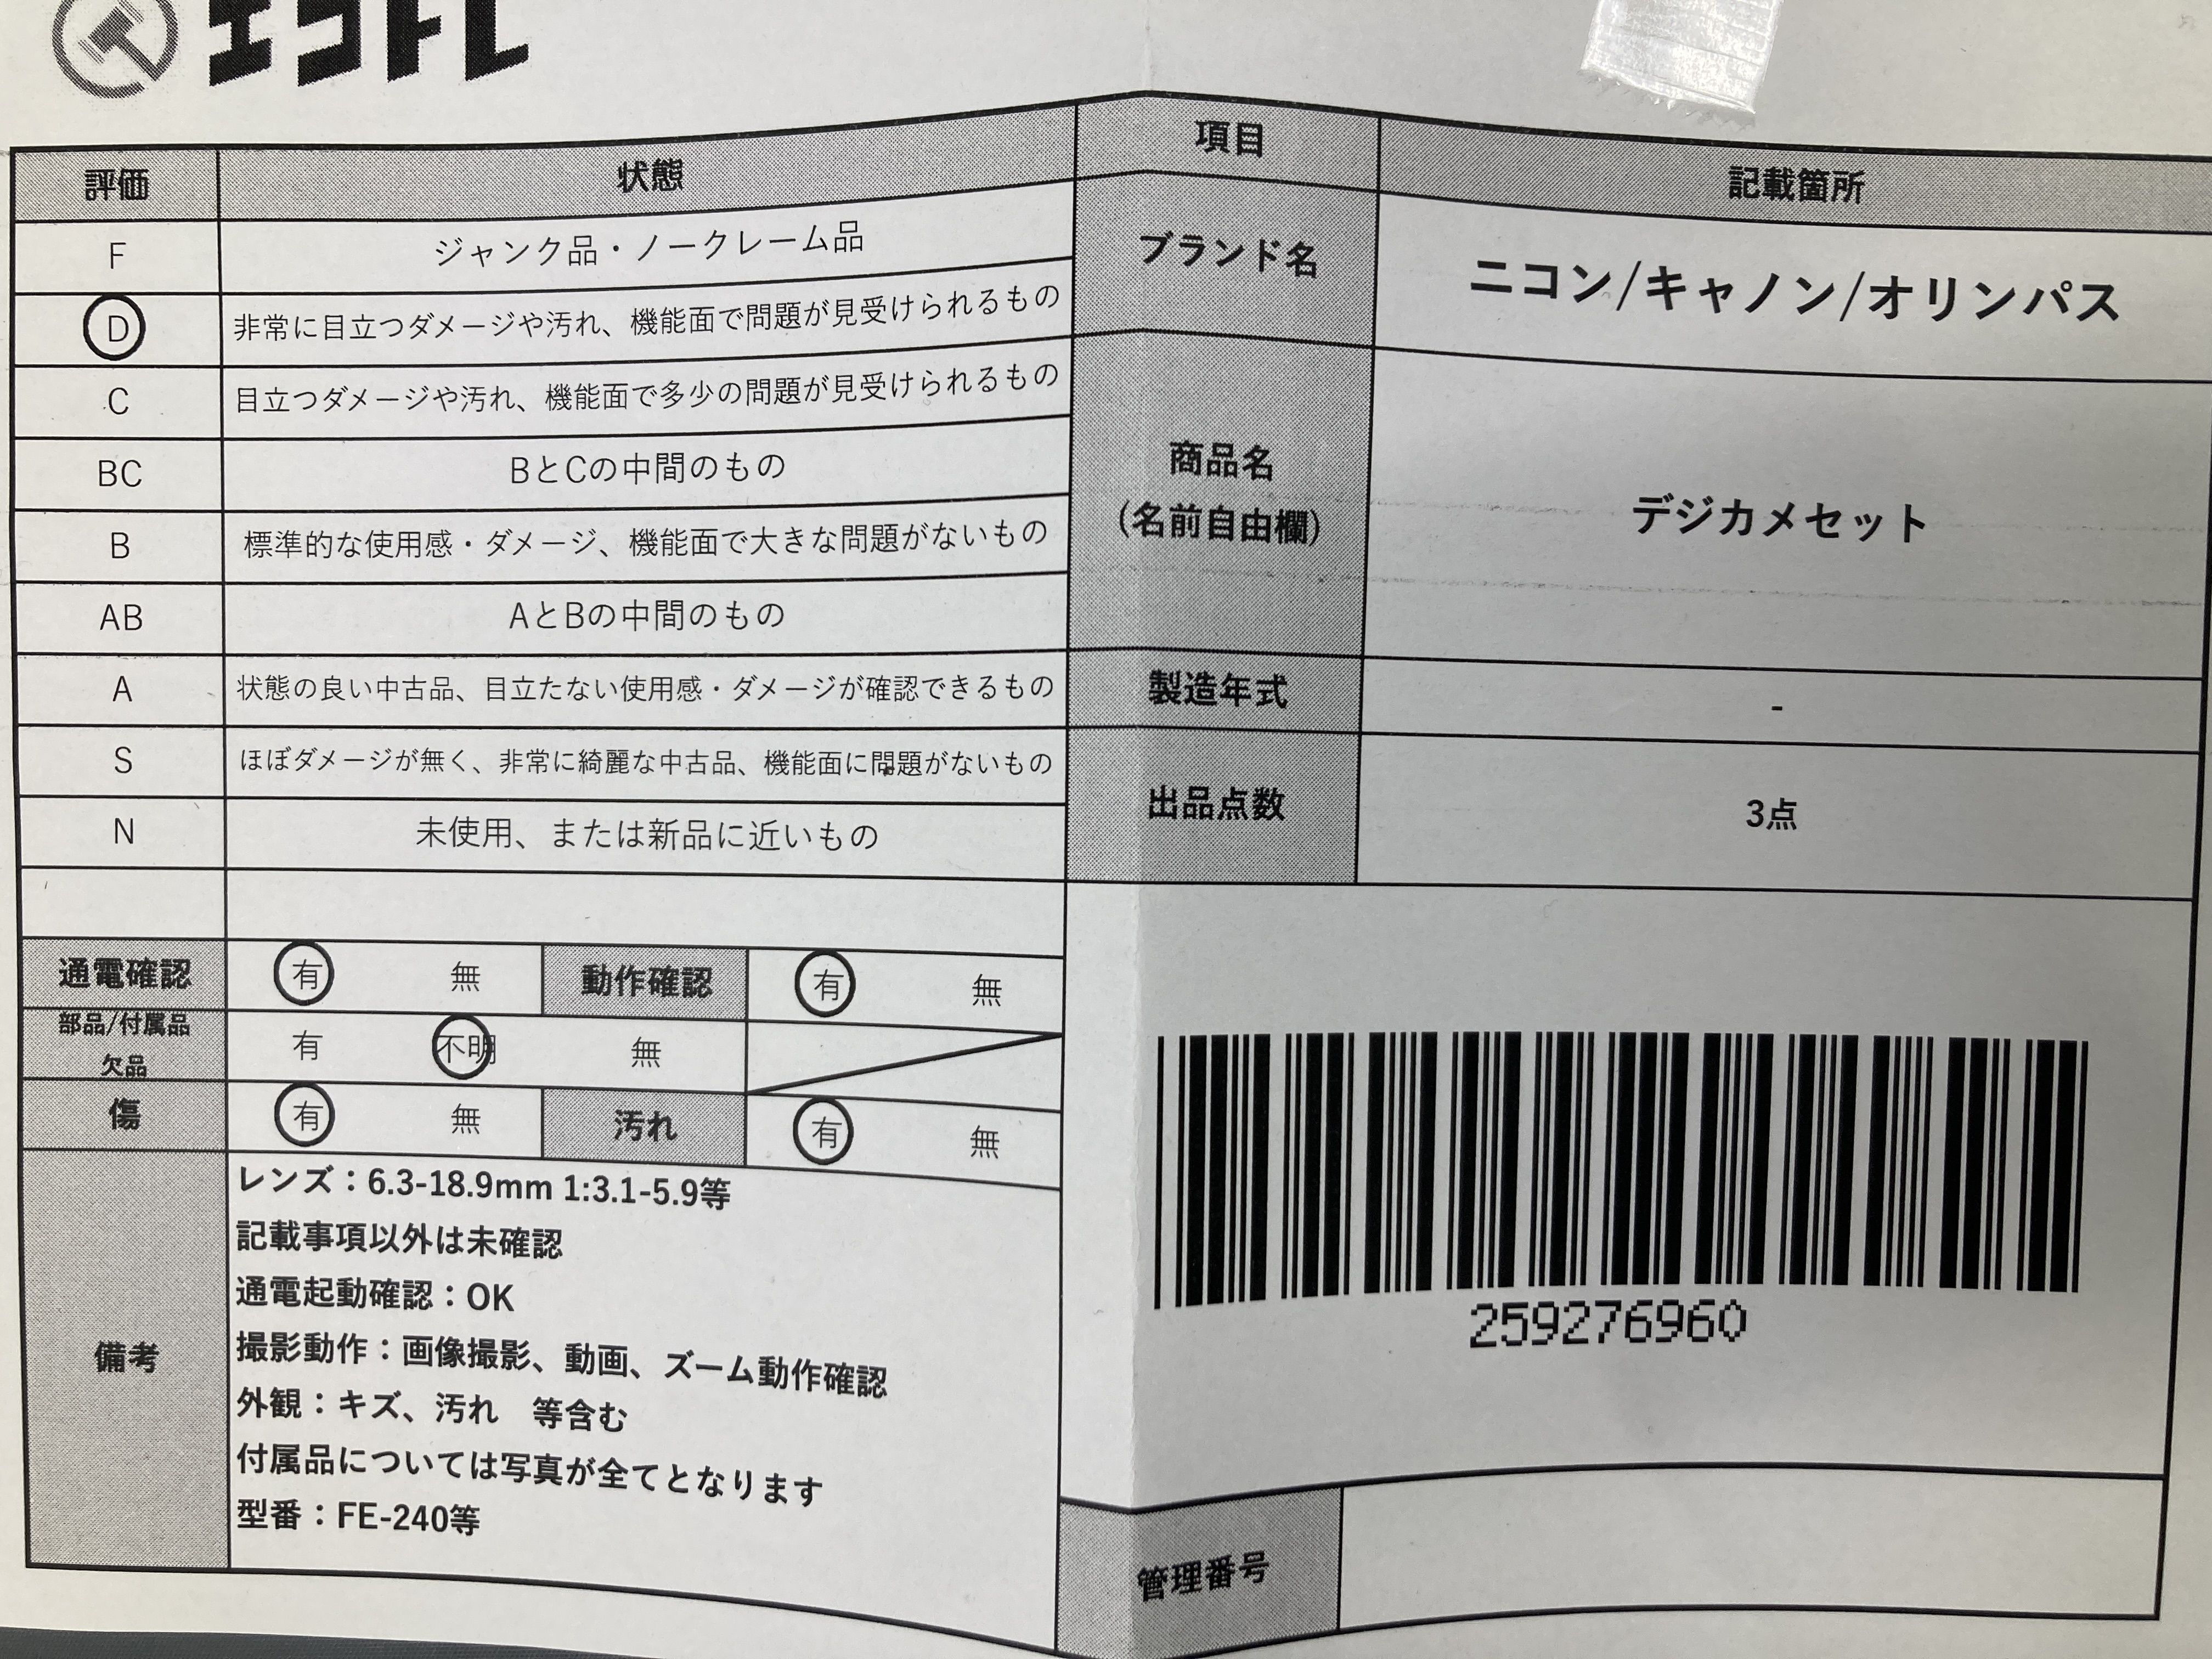 エコトレ
評価 状態
F ジャンク品・ノークレーム品
D 非常に目立つダメージや汚れ、機能面で問題が見受けられるもの
C 目立つダメージや汚れ、機能面で多少の問題が見受けられるもの
BC BとCの中間のもの
B 標準的な使用感・ダメージ、機能面で大きな問題がないもの
AB AとBの中間のもの
A 状態の良い中古品、目立たない使用感・ダメージが確認できるもの
S ほぼダメージが無く、非常に綺麗な中古品、機能面に問題がないもの
N 未使用、または新品に近いもの
通電確認 有 無 動作確認 有 無
部品/付属品
欠品 有 不明 無
傷 有 無 汚れ 有 無
備考
レンズ：6.3-18.9mm 1:3.1-5.9等
記載事項以外は未確認
通電起動確認：OK
撮影動作：画像撮影、動画、ズーム動作確認
外観：キズ、汚れ　等含む
付属品については写真が全てとなります
型番：FE-240等
項目 記載箇所
ブランド名 ニコン/キャノン/オリンパス
商品名
(名前自由欄) デジカメセット
製造年式 -
出品点数 3点
259276960
管理番号